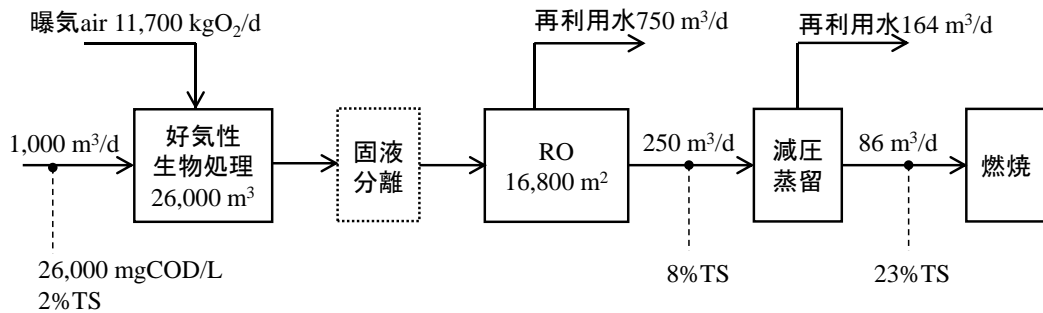 曝気air 11,700 kgO₂/d
再利用水750 m³/d
再利用水164 m³/d
1,000 m³/d
好気性
生物処理
26,000 m³
固液
分離
RO
16,800 m²
250 m³/d
減圧
蒸留
86 m³/d
燃焼
26,000 mgCOD/L
2%TS
8%TS
23%TS